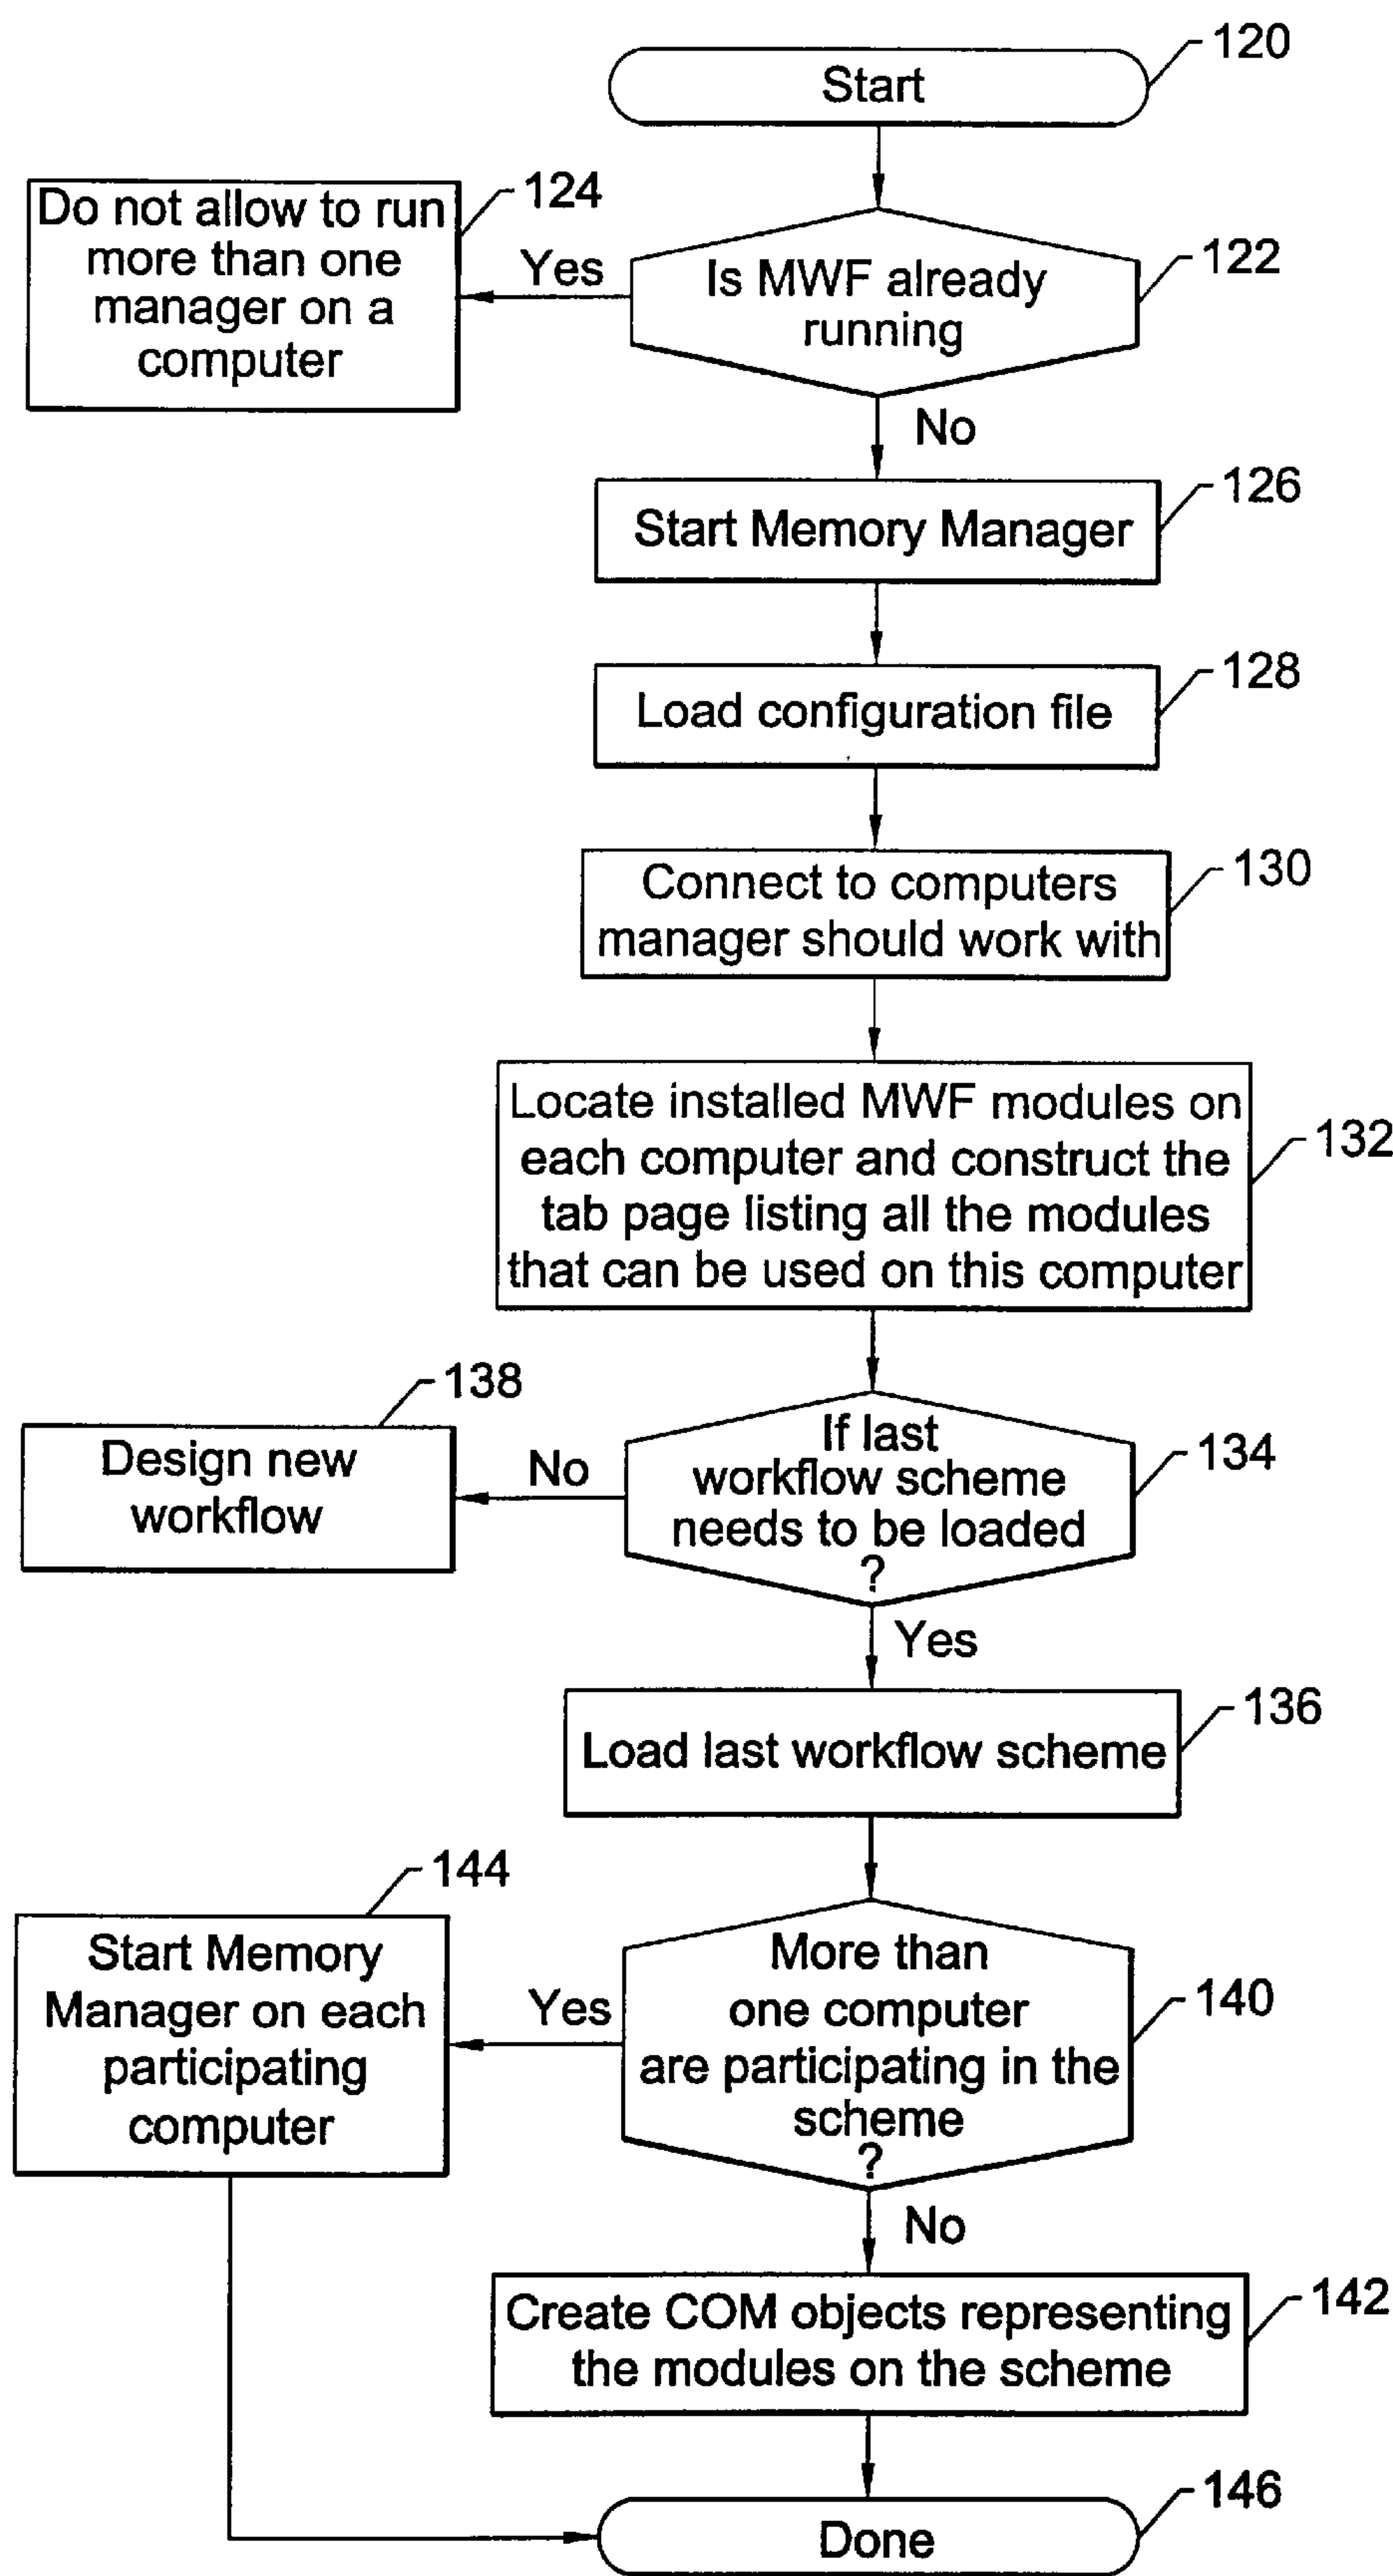 120
Start
124
Do not allow to run
more than one
manager on a
computer
Yes
122
Is MWF already
running
No
126
Start Memory Manager
128
Load configuration file
130
Connect to computers
manager should work with
132
Locate installed MWF modules on
each computer and construct the
tab page listing all the modules
that can be used on this computer
138
Design new
workflow
No
134
If last
workflow scheme
needs to be loaded
?
Yes
136
Load last workflow scheme
144
Start Memory
Manager on each
participating
computer
Yes
140
More than
one computer
are participating in the
scheme
?
No
142
Create COM objects representing
the modules on the scheme
146
Done